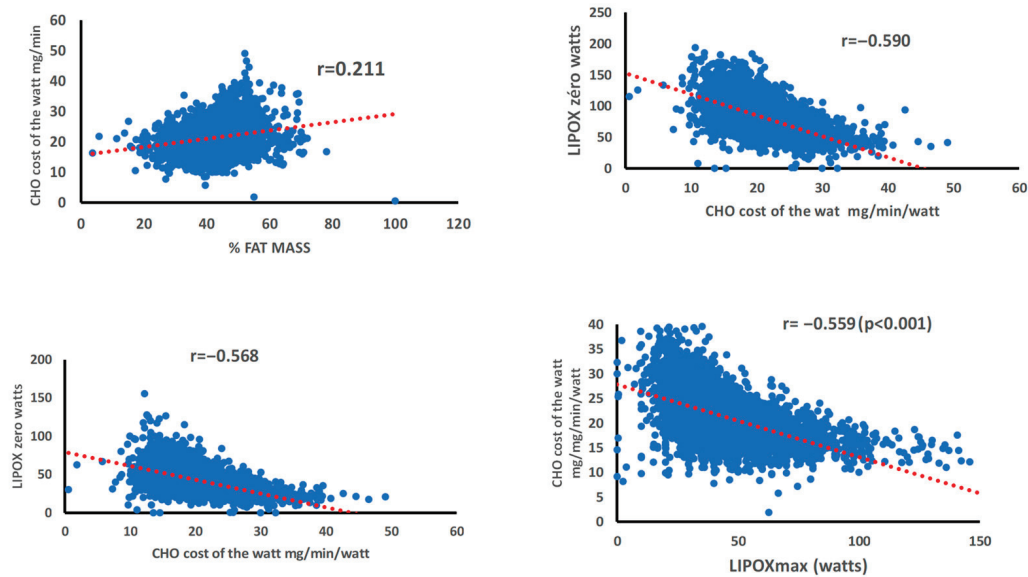 60
50
40
30
20
10
0
CHO cost of the watt mg/min
r=0.211
0 20 40 60 80 100 120
% FAT MASS
250
200
150
100
50
0
LIPOX zéro watts
r=−0.590
0 10 20 30 40 50 60
CHO cost of the wat mg/min/watt
200
150
100
50
0
LIPOX zero watts
r=−0.568
0 10 20 30 40 50 60
CHO cost of the watt mg/min/watt
40
35
30
25
20
15
10
5
0
CHO cost of the watt
mg/mg/min/watt
r= −0.559 (p<0.001)
0 50 100 150
LIPOXmax (watts)